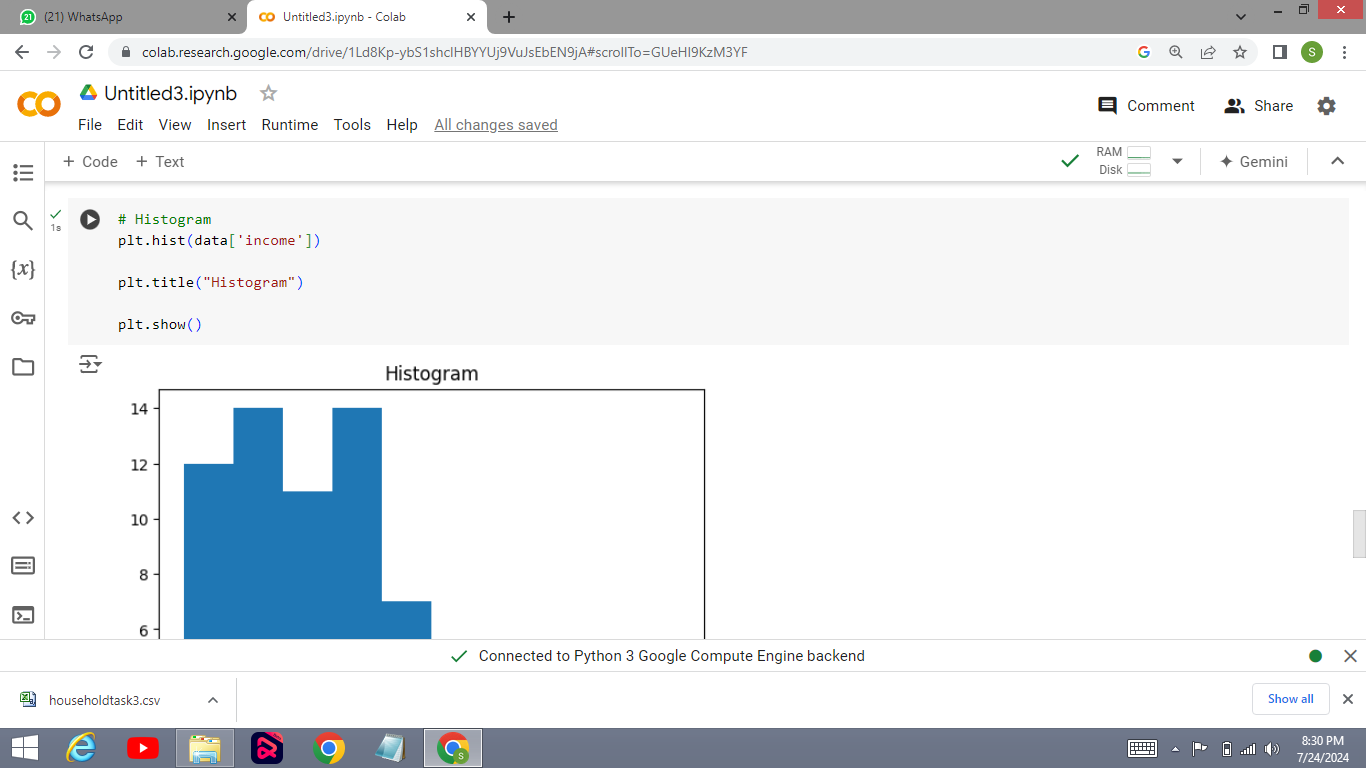 (21) WhatsApp
Untitled3.ipynb - Colab
colab.research.google.com/drive/1Ld8Kp-ybS1shcIHBYYUj9VuJsEbEN9jA#scrollTo=GUeHI9KzM3YF
S
Untitled3.ipynb
Comment
Share
File Edit View Insert Runtime Tools Help All changes saved
+ Code + Text
RAM
Disk
Gemini
1s
# Histogram
plt.hist(data['income'])
plt.title("Histogram")
plt.show()
{x}
Histogram
14
12
10
8
6
Connected to Python 3 Google Compute Engine backend
householdtask3.csv
Show all
8:30 PM
7/24/2024